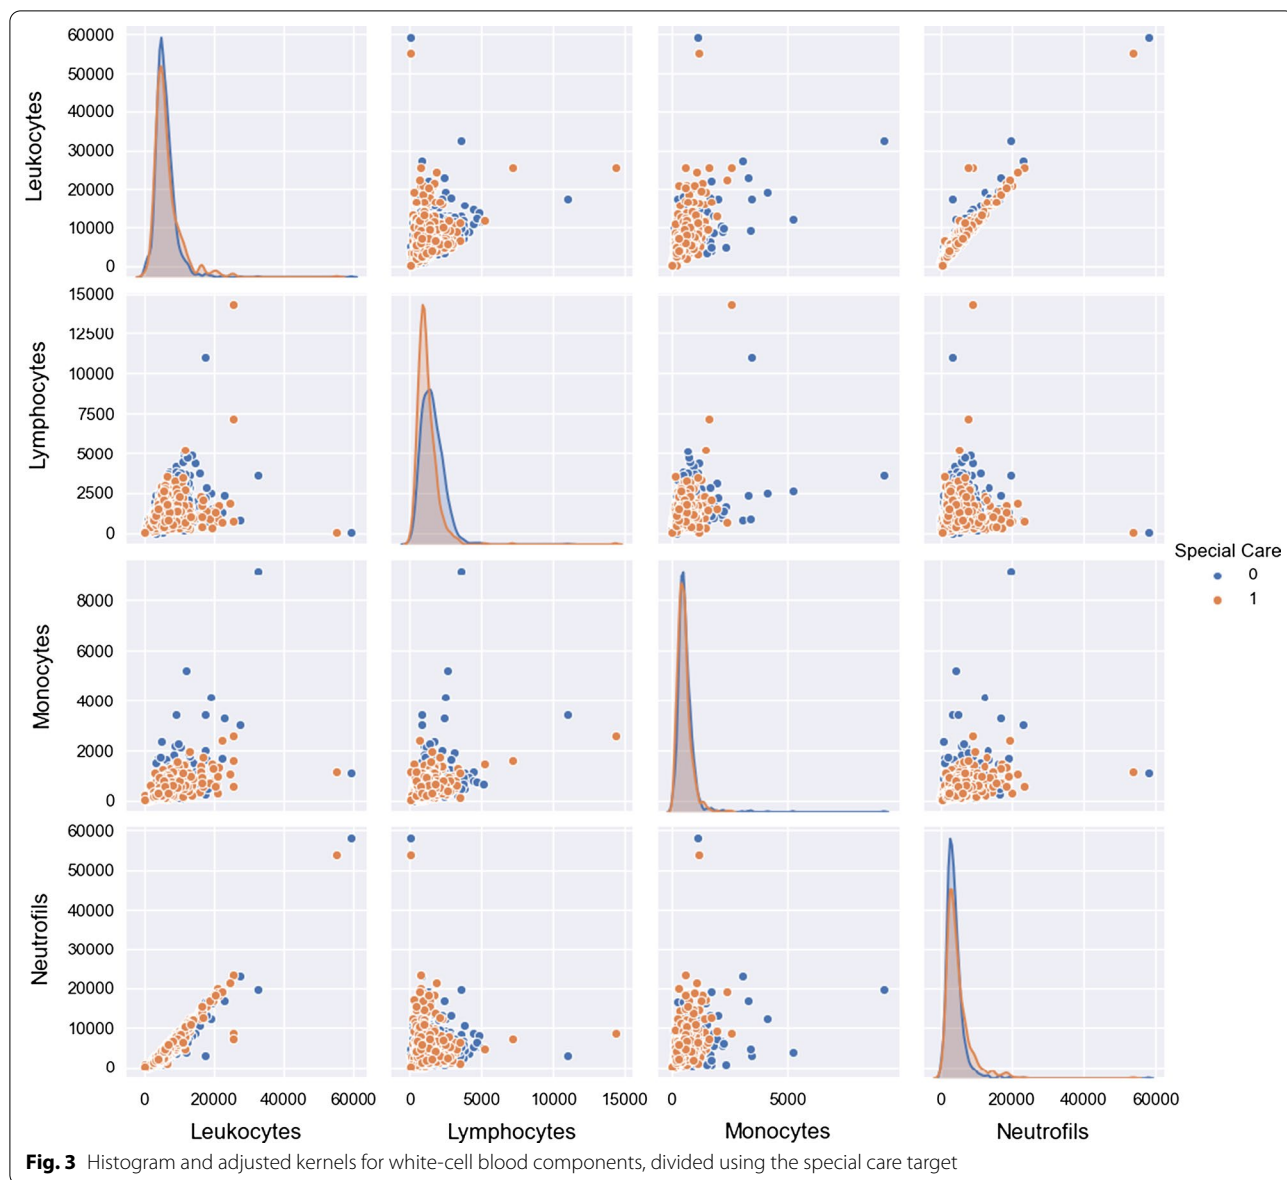 60000
50000
40000
30000
20000
10000
0
Leukocytes
15000
12500
10000
7500
5000
2500
0
Lymphocytes
8000
6000
4000
2000
0
Monocytes
60000
50000
40000
30000
20000
10000
0
Neutrofils
Special Care
0
1
0 20000 40000 60000
0 5000 10000 15000
0 5000
0 20000 40000 60000
Leukocytes
Lymphocytes
Monocytes
Neutrofils
Fig. 3 Histogram and adjusted kernels for white-cell blood components, divided using the special care target